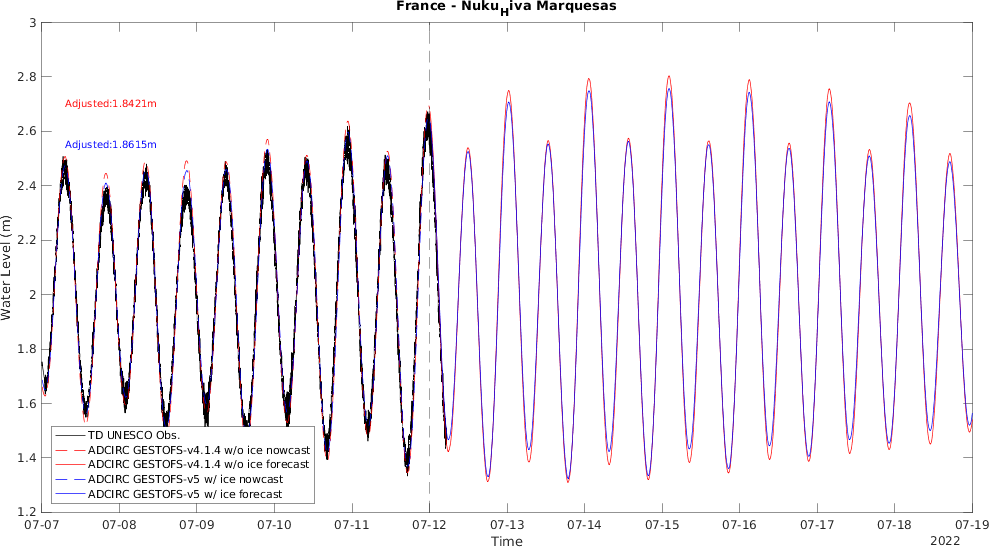 France - Nuku Hiva Marquesas
3
2.8
2.6
2.4
2.2
2
1.8
1.6
1.4
1.2
Water Level (m)
Adjusted:1.8421m
Adjusted:1.8615m
TD UNESCO Obs.
ADCIRC GESTOFS-v4.1.4 w/o ice nowcast
ADCIRC GESTOFS-v4.1.4 w/o ice forecast
ADCIRC GESTOFS-v5 w/ ice nowcast
ADCIRC GESTOFS-v5 w/ ice forecast
07-07 07-08 07-09 07-10 07-11 07-12 07-13 07-14 07-15 07-16 07-17 07-18 07-19
Time
2022